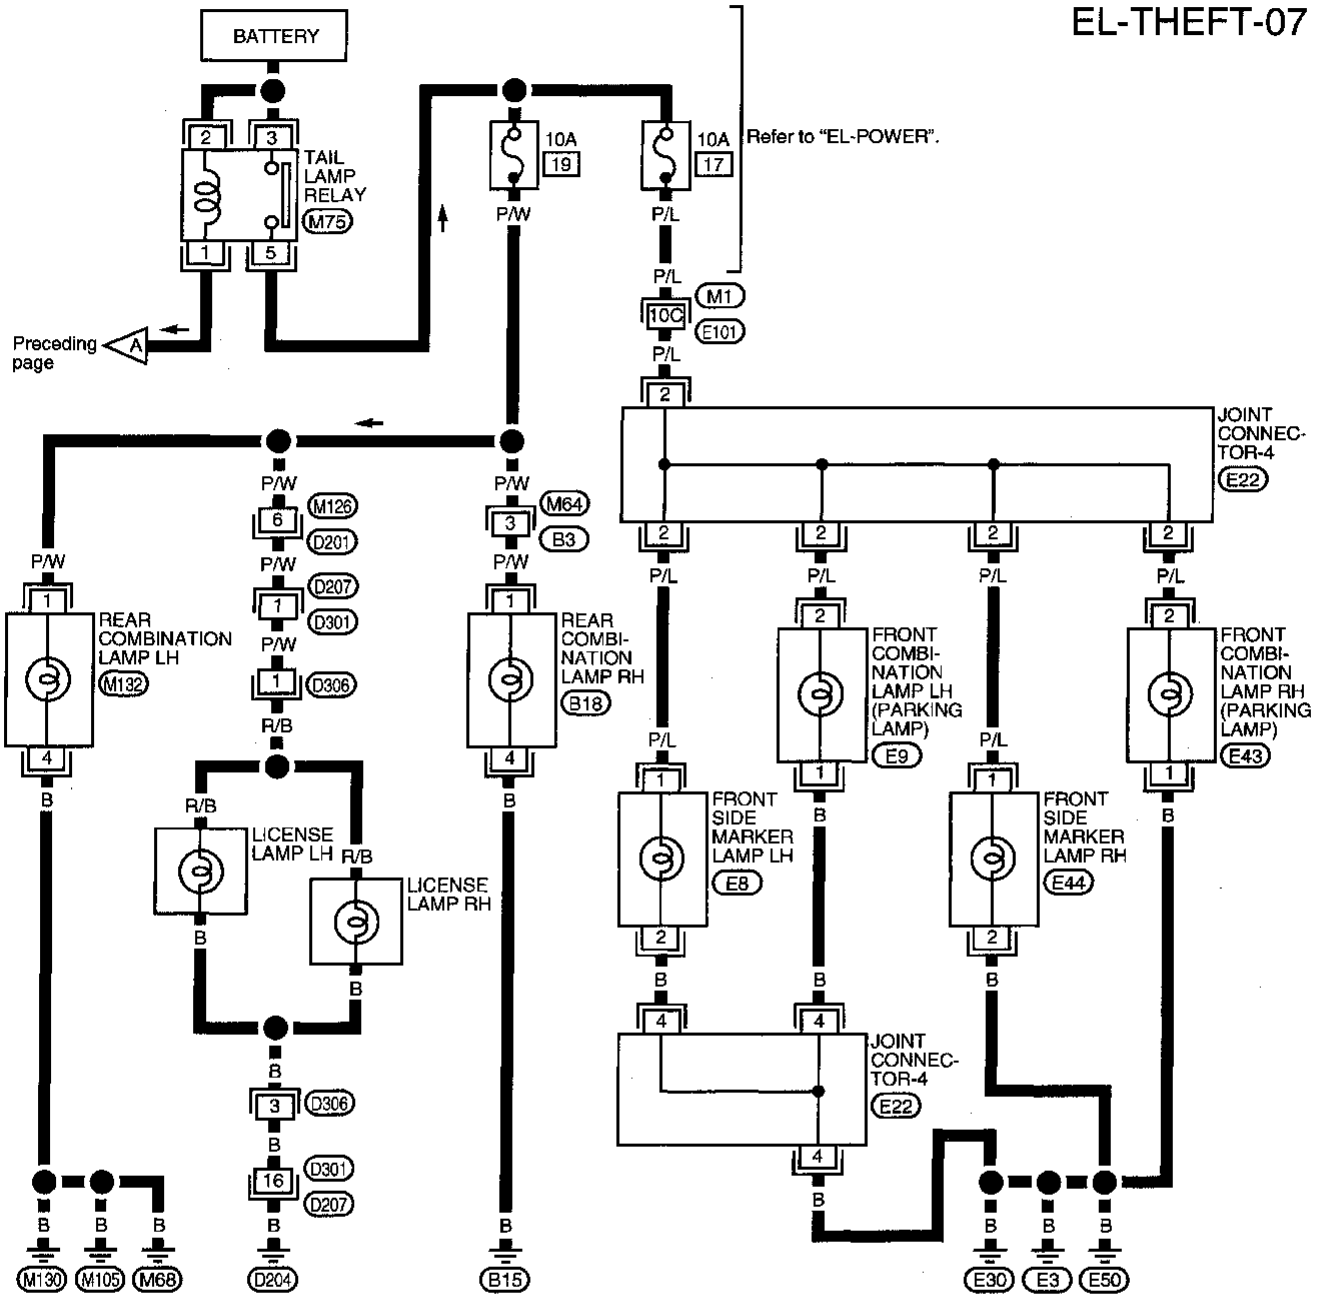 EL-THEFT-07
BATTERY
2
3
TAIL
LAMP
RELAY
M75
1
5
Preceding
page
A
10A
19
P/W
10A
17
Refer to "EL-POWER".
P/L
P/L
10C
M1
E101
P/L
2
JOINT
CONNEC-
TOR-4
E22
2
2
2
2
P/L
P/L
P/L
P/L
P/W
P/W
P/W
6
M126
D201
P/W
1
D207
D301
P/W
1
D306
R/B
3
M64
B3
P/W
1
REAR
COMBINATION
LAMP LH
M132
4
B
1
REAR
COMBI-
NATION
LAMP RH
B18
4
B
2
FRONT
COMBI-
NATION
LAMP LH
(PARKING
LAMP)
E9
1
B
2
FRONT
COMBI-
NATION
LAMP RH
(PARKING
LAMP)
E43
1
B
P/L
1
FRONT
SIDE
MARKER
LAMP LH
E8
2
B
P/L
1
FRONT
SIDE
MARKER
LAMP RH
E44
2
B
R/B
LICENSE
LAMP LH
R/B
LICENSE
LAMP RH
B
B
B
3
D306
B
16
D301
D207
B
B
4
4
JOINT
CONNEC-
TOR-4
E22
4
B
B
B
B
B
B
B
B
M130
M105
M68
D204
B15
E30
E3
E50